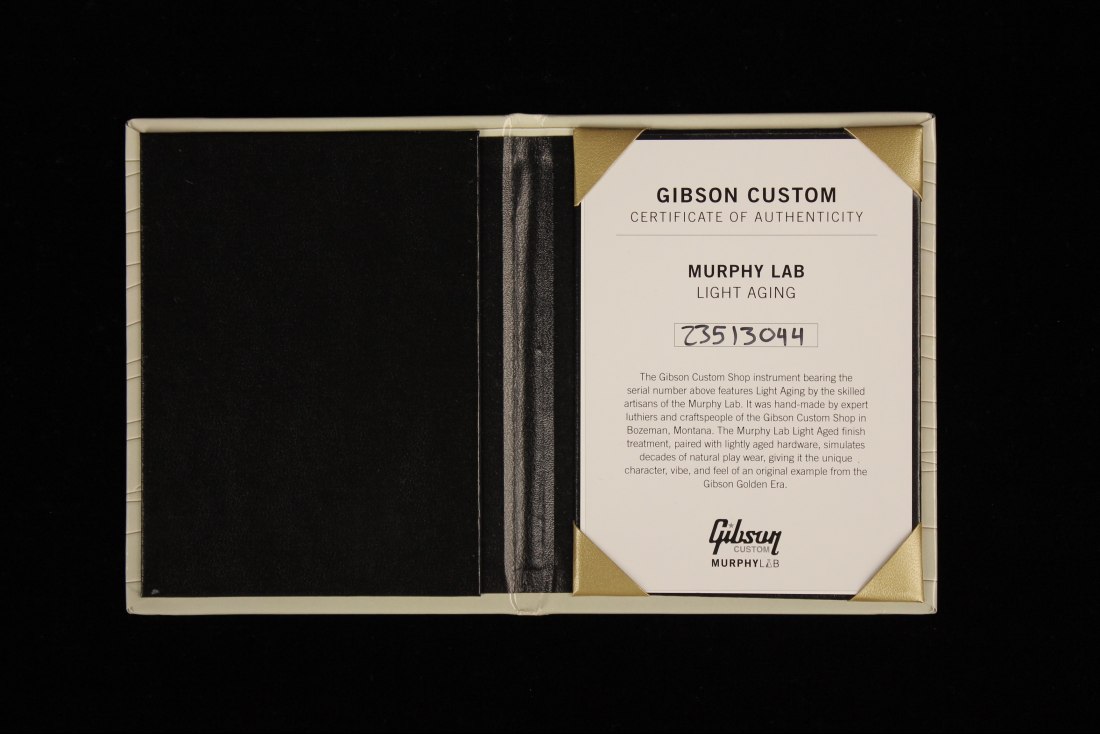 GIBSON CUSTOM
CERTIFICATE OF AUTHENTICITY
MURPHY LAB
LIGHT AGING
23513044
The Gibson Custom Shop instrument bearing the
serial number above features Light Aging by the skilled
artisans of the Murphy Lab. It was hand-made by expert
luthiers and craftspeople of the Gibson Custom Shop in
Bozeman, Montana. The Murphy Lab Light Aged finish
treatment, paired with lightly aged hardware, simulates
decades of natural play wear, giving it the unique
character, vibe, and feel of an original example from the
Gibson Golden Era.
Gibson
CUSTOM
MURPHYLAB